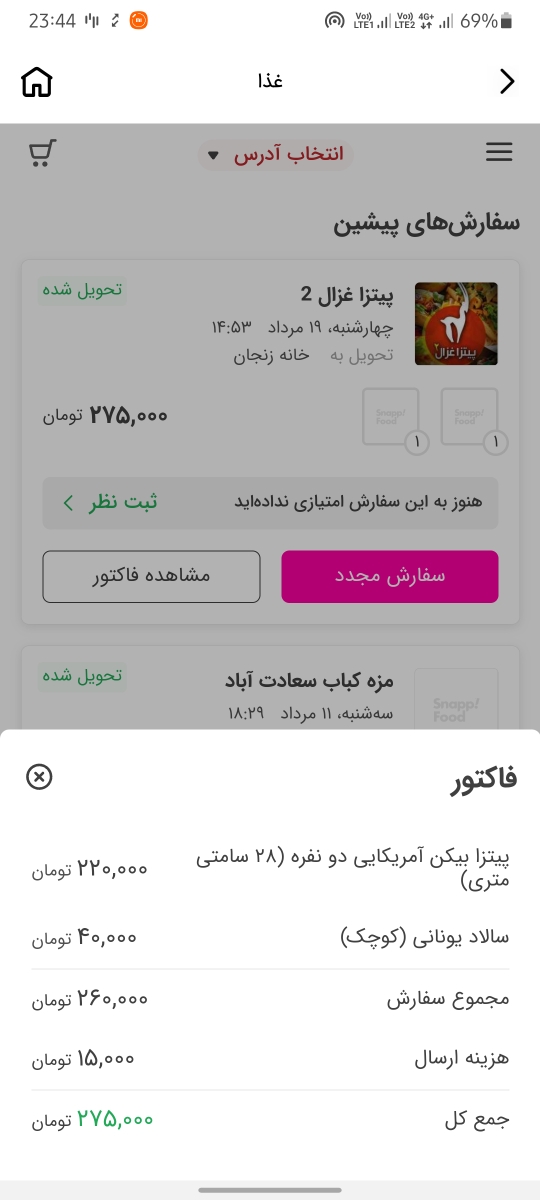 23:44
Vo)) LTE1 Vo)) LTE2 4G+ 69%
غذا
انتخاب آدرس
سفارش‌های پیشین
پیتزا غزال 2
تحویل شده
چهارشنبه، ۱۹ مرداد ۱۴:۵۳
تحویل به خانه زنجان
پیتزا غزال
Snapp! Food
Snapp! Food
۱
۱
۲۷۵,۰۰۰ تومان
هنوز به این سفارش امتیازی نداده‌اید
ثبت نظر
سفارش مجدد
مشاهده فاکتور
مزه کباب سعادت آباد
تحویل شده
سه‌شنبه، ۱۱ مرداد ۱۸:۲۹
Snapp! Food
فاکتور
پیتزا بیکن آمریکایی دو نفره (۲۸ سامتی
متری)
۲۲۰,۰۰۰ تومان
سالاد یونانی (کوچک)
۴۰,۰۰۰ تومان
مجموع سفارش
۲۶۰,۰۰۰ تومان
هزینه ارسال
۱۵,۰۰۰ تومان
جمع کل
۲۷۵,۰۰۰ تومان